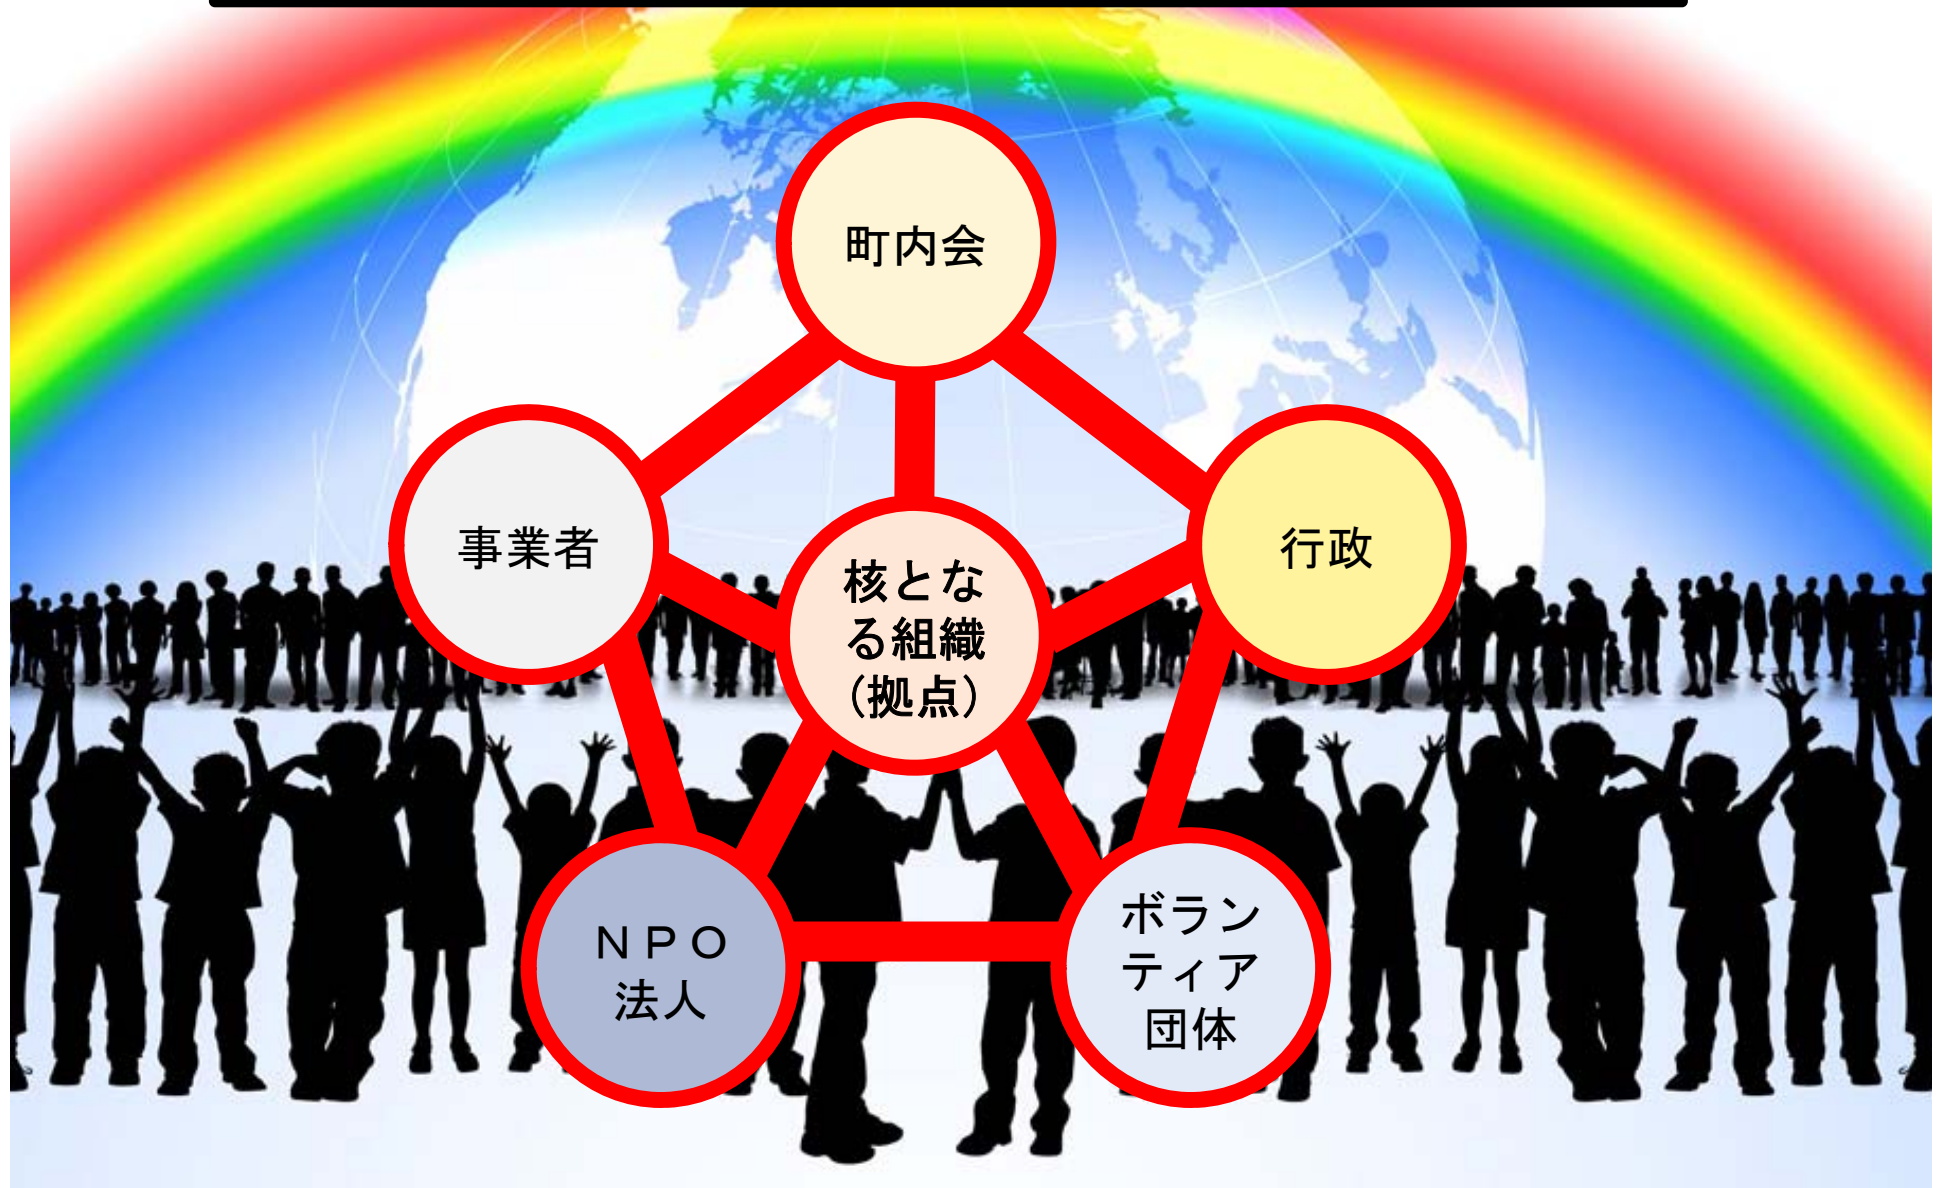 町内会
事業者
行政
核とな
る組織
（拠点）
ＮＰＯ
法人
ボラン
ティア
団体